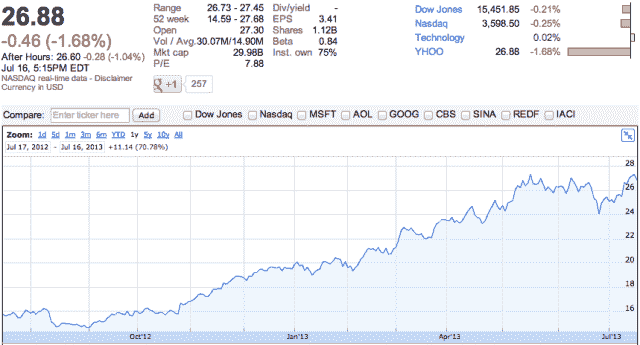 26.88
-0.46 (-1.68%)
After Hours: 26.60 -0.28 (-1.04%)
Jul 16, 5:15PM EDT
NASDAQ real-time data - Disclaimer
Currency in USD
Range 26.73 - 27.45
52 week 14.59 - 27.68
Open 27.30
Vol / Avg. 30.07M/14.90M
Mkt cap 29.98B
P/E 7.88
Div/yield -
EPS 3.41
Shares 1.12B
Beta 0.84
Inst. own 75%
+1 257
Dow Jones 15,451.85 -0.21%
Nasdaq 3,598.50 -0.25%
Technology 0.02%
YHOO 26.88 -1.68%
Compare: Enter ticker here Add Dow Jones Nasdaq MSFT AOL GOOG CBS SINA REDF IACI
Zoom: 1d 5d 1m 3m 6m YTD 1y 5y 10y All
Jul 17, 2012 - Jul 16, 2013 +11.14 (70.78%)
28
26
24
22
20
18
16
Oct'12 Jan'13 Apr'13 Jul'13